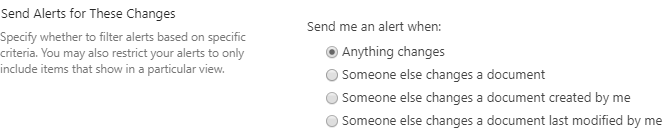 Send Alerts for These Changes
Specify whether to filter alerts based on specific
criteria. You may also restrict your alerts to only
include items that show in a particular view.
Send me an alert when:
Anything changes
Someone else changes a document
Someone else changes a document created by me
Someone else changes a document last modified by me